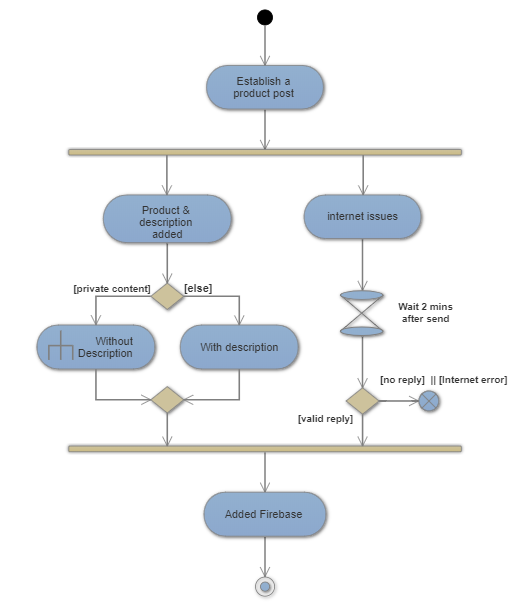 Establish a
product post
Product &
description
added
internet issues
[private content]
[else]
Wait 2 mins
after send
Without
Description
With description
[no reply] || [Internet error]
[valid reply]
Added Firebase